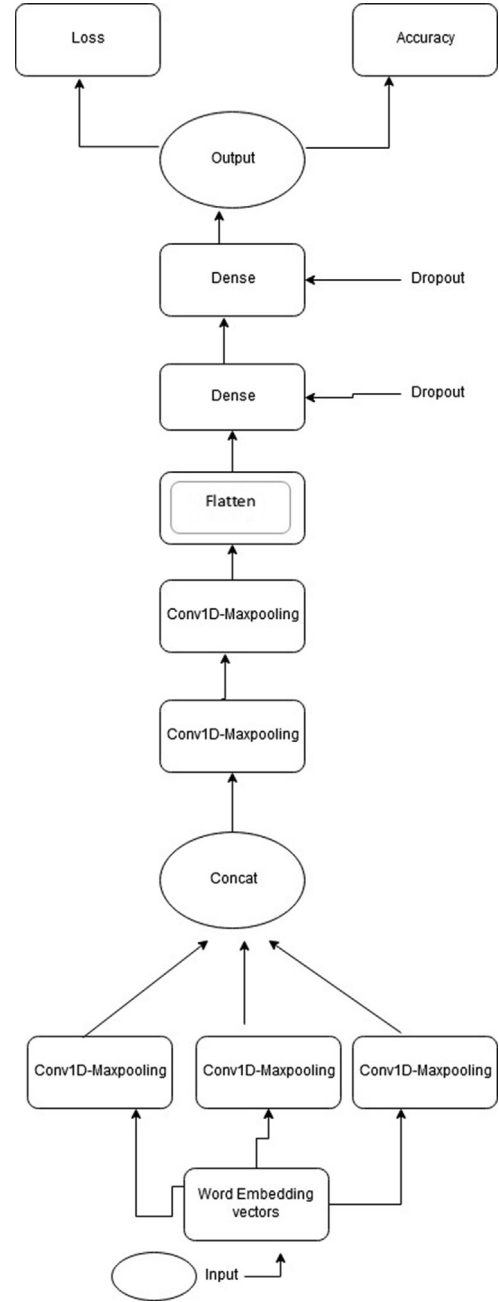 Loss
Accuracy
Output
Dense
Dropout
Dense
Dropout
Flatten
Conv1D-Maxpooling
Conv1D-Maxpooling
Concat
Conv1D-Maxpooling
Conv1D-Maxpooling
Conv1D-Maxpooling
Word Embedding
vectors
Input